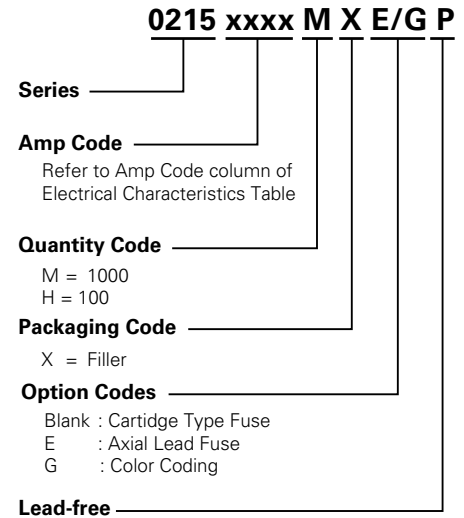 0215 xxxx M X E/G P
Series
Amp Code
Refer to Amp Code column of
Electrical Characteristics Table
Quantity Code
M = 1000
H = 100
Packaging Code
X = Filler
Option Codes
Blank : Cartidge Type Fuse
E : Axial Lead Fuse
G : Color Coding
Lead-free